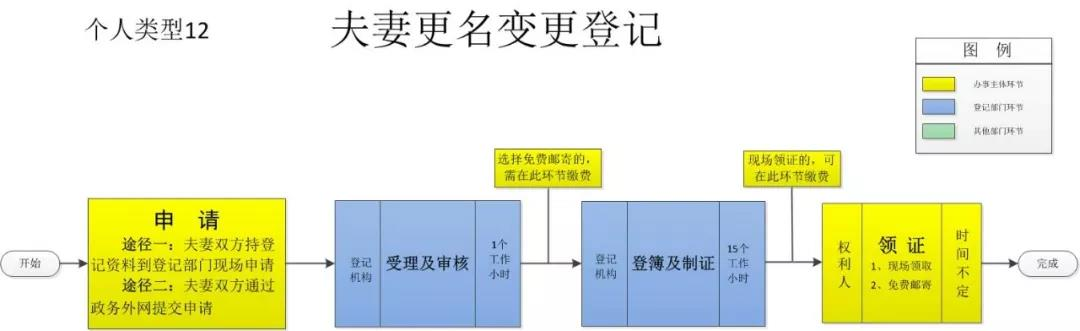 个人类型12
夫妻更名变更登记
图 例
办事主体环节
登记部门环节
其他部门环节
选择免费邮寄的,
需在此环节缴费
现场领证的,可
在此环节缴费
开始
申 请
途径一：夫妻双方持登
记资料到登记部门现场申请
途径二：夫妻双方通过
政务外网提交申请
登记
机构
受理及审核
1个
工作
小时
登记
机构
登簿及制证
15个
工作
小时
权利人
领 证
1、现场领取
2、免费邮寄
时间不定
完成